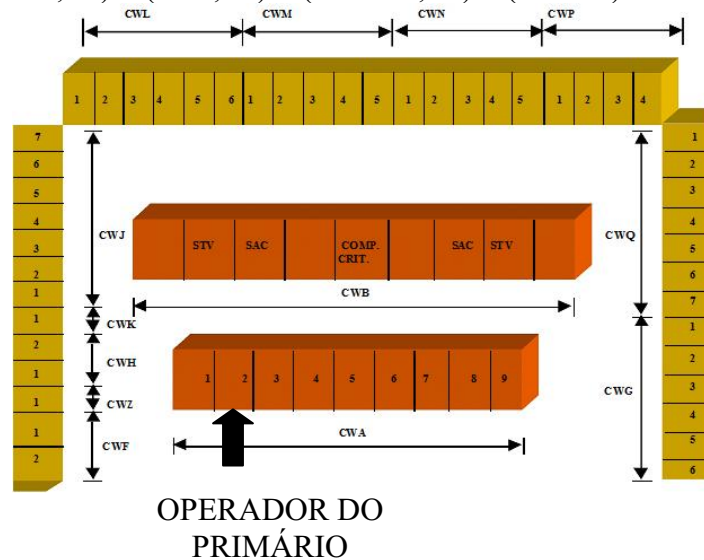 CWL CWM CWN CWP
1 2 3 4 5 6 1 2 3 4 5 1 2 3 4 5 1 2 3 4
7
6
5
4
3
2
1
1
2
1
1
1
2
CWJ
CWK
CWH
CWZ
CWF
STV SAC COMP. CRIT. SAC STV
CWB
1 2 3 4 5 6 7 8 9
CWA
CWQ
CWG
1
2
3
4
5
6
7
1
2
3
4
5
6
OPERADOR DO
PRIMÁRIO